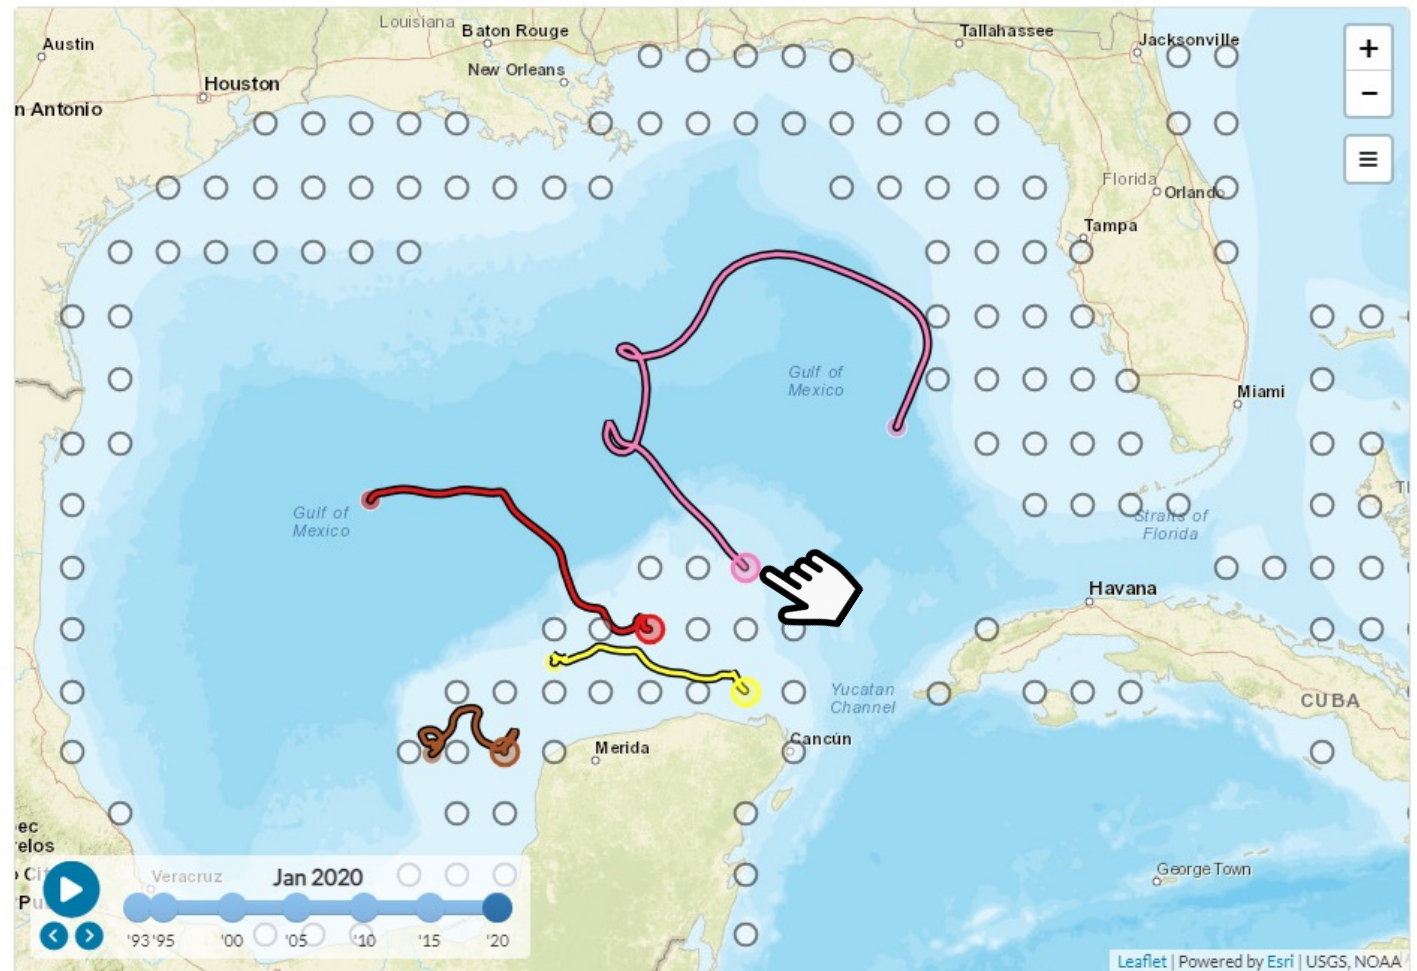 Louisiana
Baton Rouge
Tallahassee
Jacksonville
Austin
New Orleans
Houston
n Antonio
Florida
Orlando
Tampa
Gulf of
Mexico
Miami
Gulf of
Mexico
Straits of
Florida
Havana
Yucatan
Channel
CUBA
Merida
Cancún
ec
elos
Veracruz
Jan 2020
George Town
'93 '95 '00 '05 '10 '15 '20
Leaflet | Powered by Esri | USGS, NOAA
+
−
≡